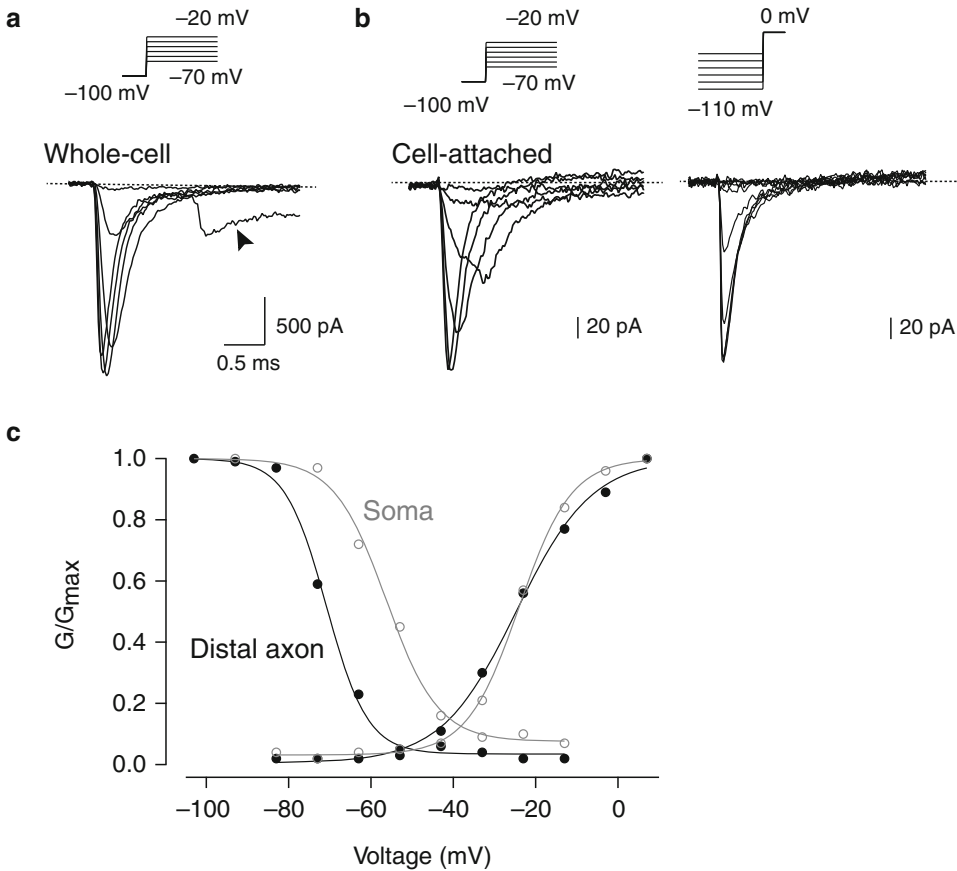 a
–20 mV
–70 mV
–100 mV
Whole-cell
500 pA
0.5 ms
b
–20 mV
–70 mV
–100 mV
0 mV
–110 mV
Cell-attached
20 pA
20 pA
c
1.0
0.8
0.6
0.4
0.2
0.0
G/Gmax
Soma
Distal axon
–100
–80
–60
–40
–20
0
Voltage (mV)